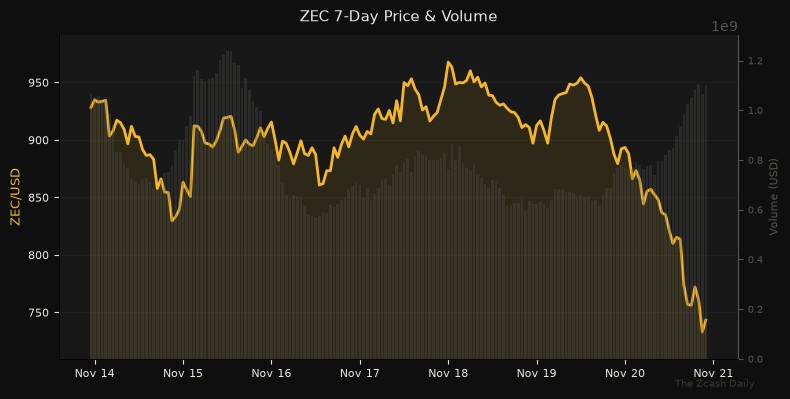 ZEC 7-Day Price & Volume
1e9
950
900
850
800
750
ZEC/USD
1.2
1.0
0.8
0.6
0.4
0.2
0.0
Volume (USD)
Nov 14 Nov 15 Nov 16 Nov 17 Nov 18 Nov 19 Nov 20 Nov 21
The Zcash Daily